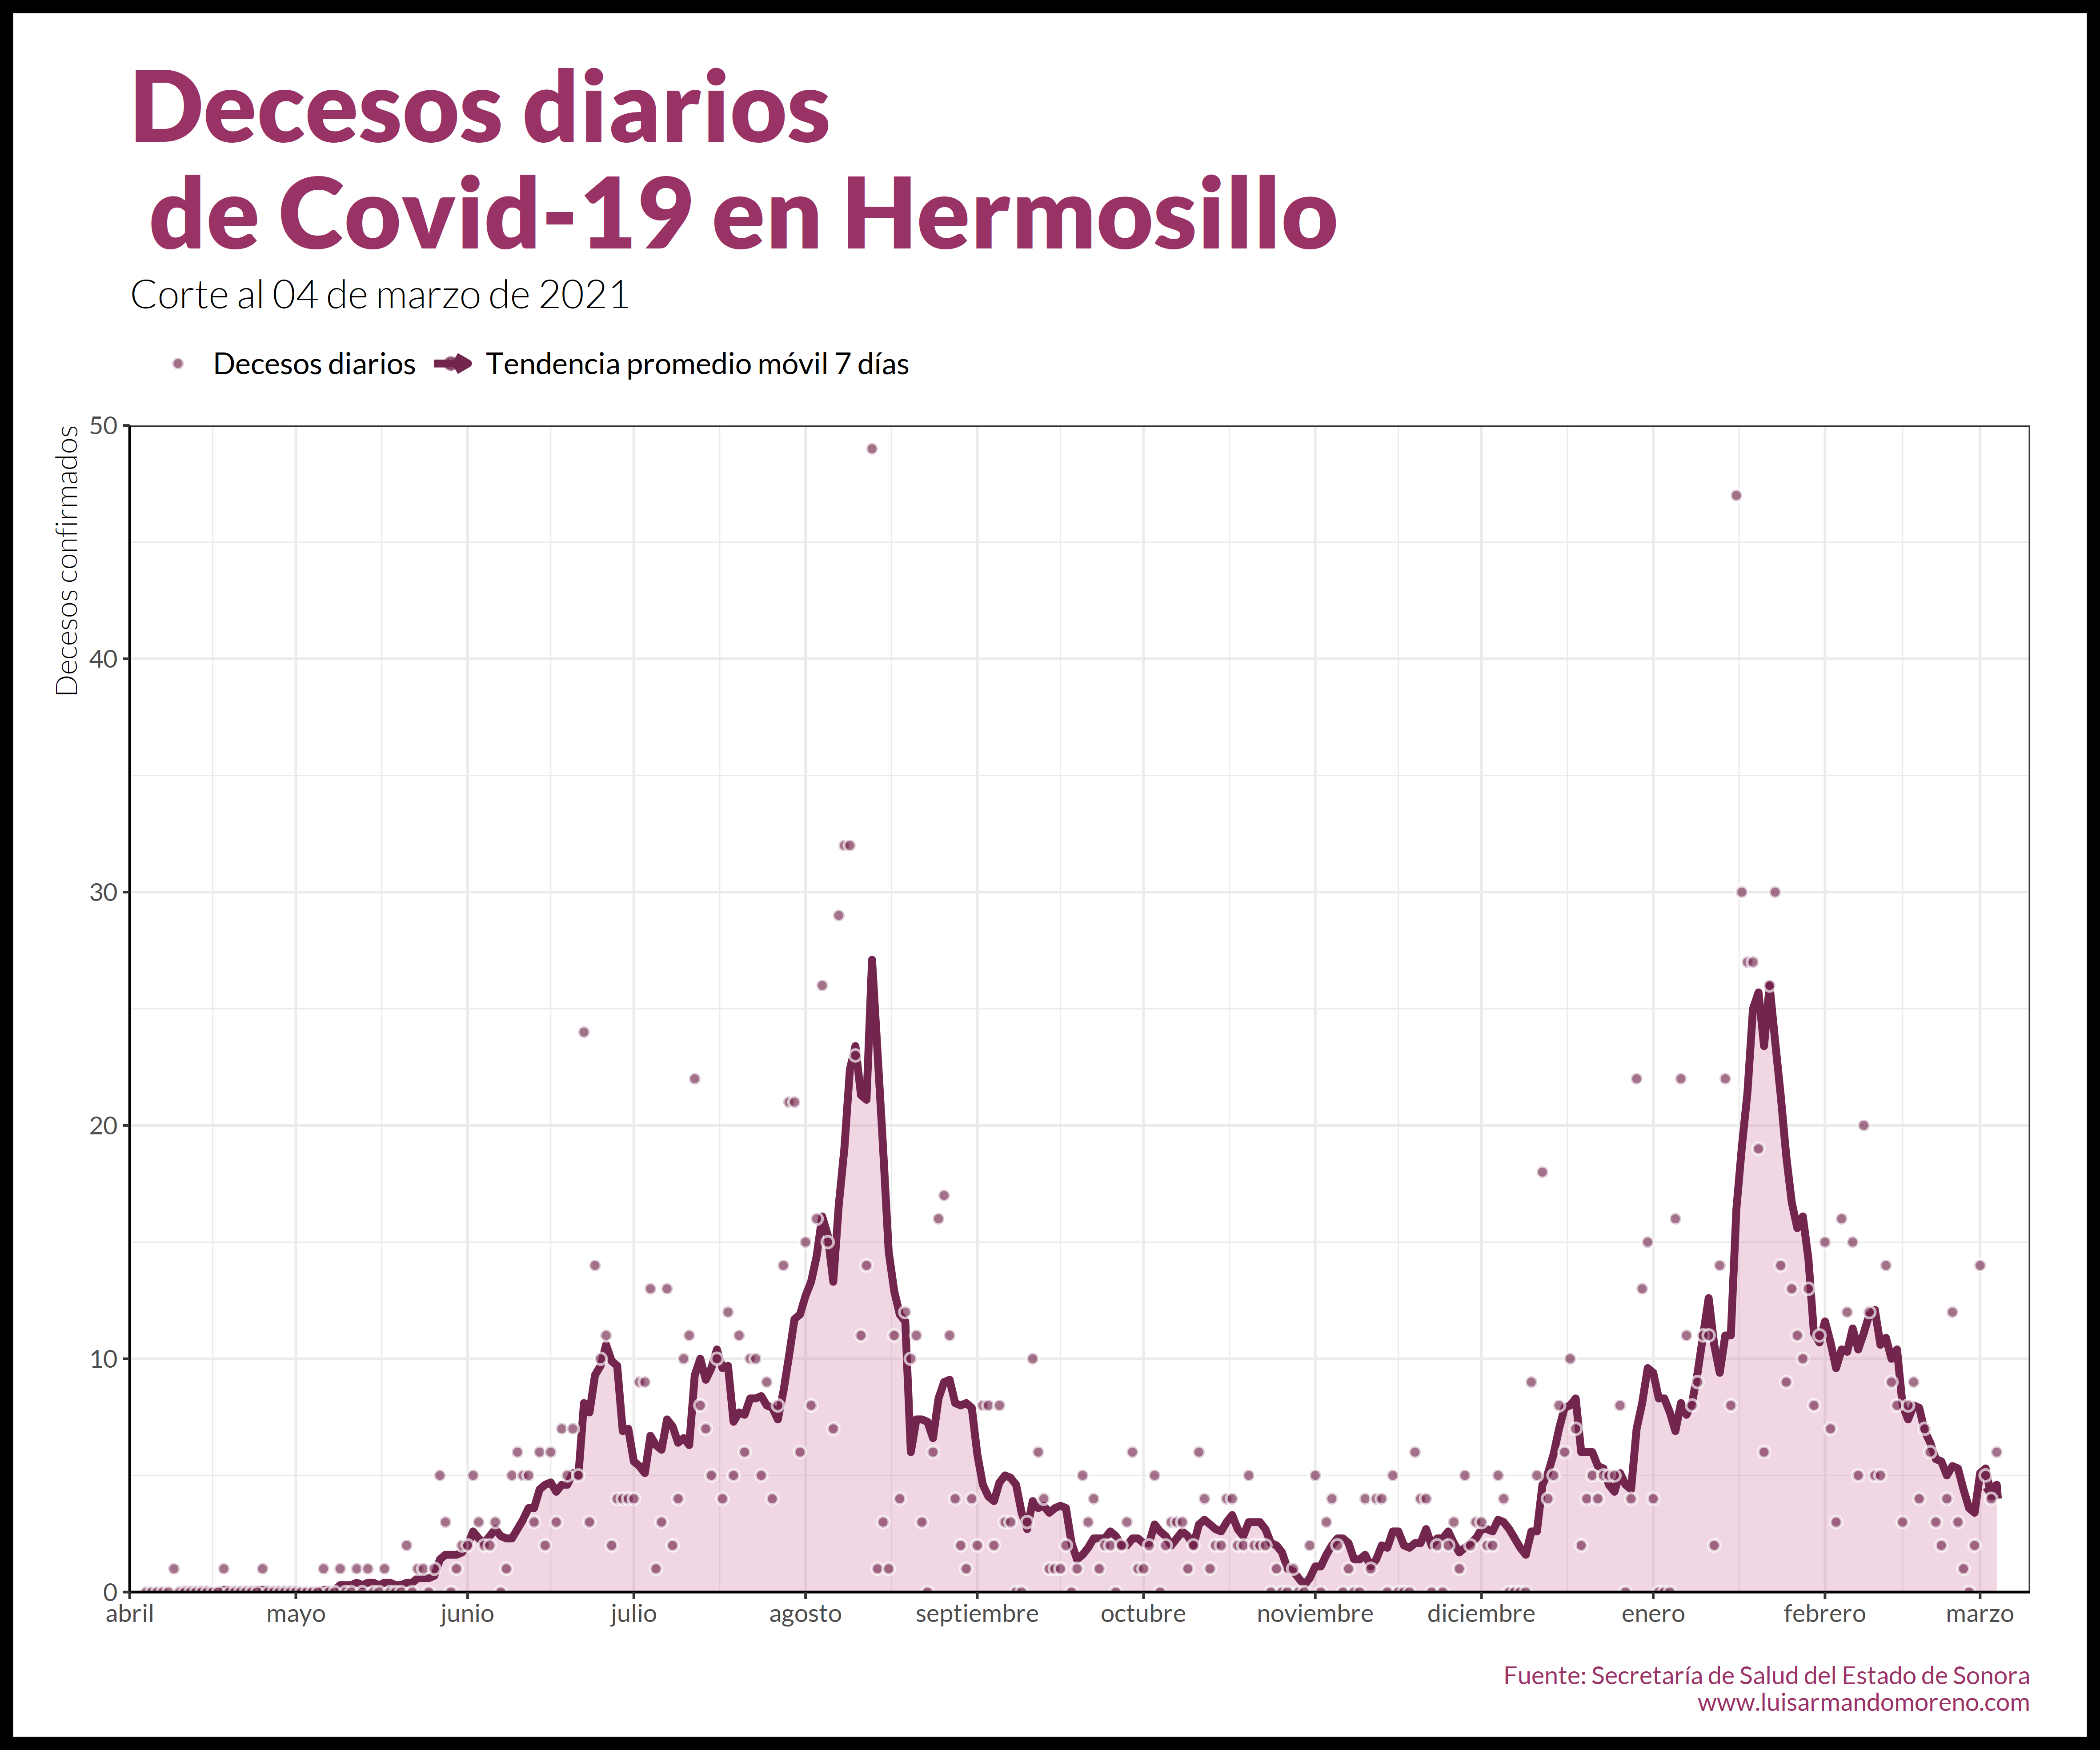 Decesos diarios
de Covid-19 en Hermosillo
Corte al 04 de marzo de 2021
Decesos diarios Tendencia promedio móvil 7 días
Decesos confirmados
50
40
30
20
10
0
abril mayo junio julio agosto septiembre octubre noviembre diciembre enero febrero marzo
Fuente: Secretaría de Salud del Estado de Sonora
www.luisarmandomoreno.com